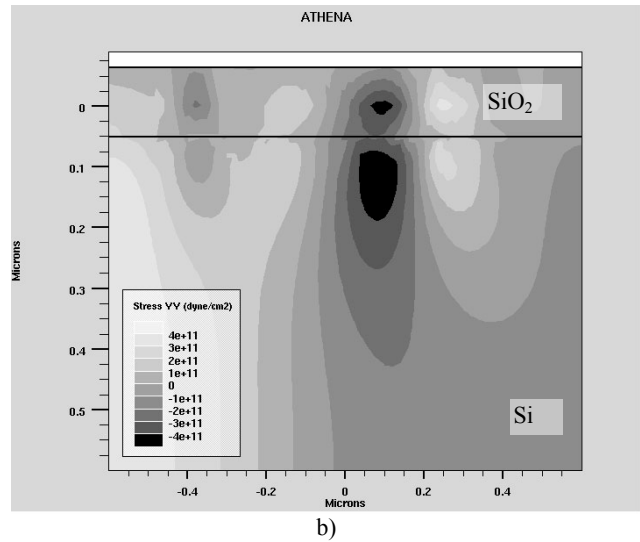 ATHENA
Microns
0
0.1
0.2
0.3
0.4
0.5
SiO2
Si
Stress YY (dyne/cm2)
4e+11
3e+11
2e+11
1e+11
0
-1e+11
-2e+11
-3e+11
-4e+11
-0.4
-0.2
0
0.2
0.4
Microns
b)